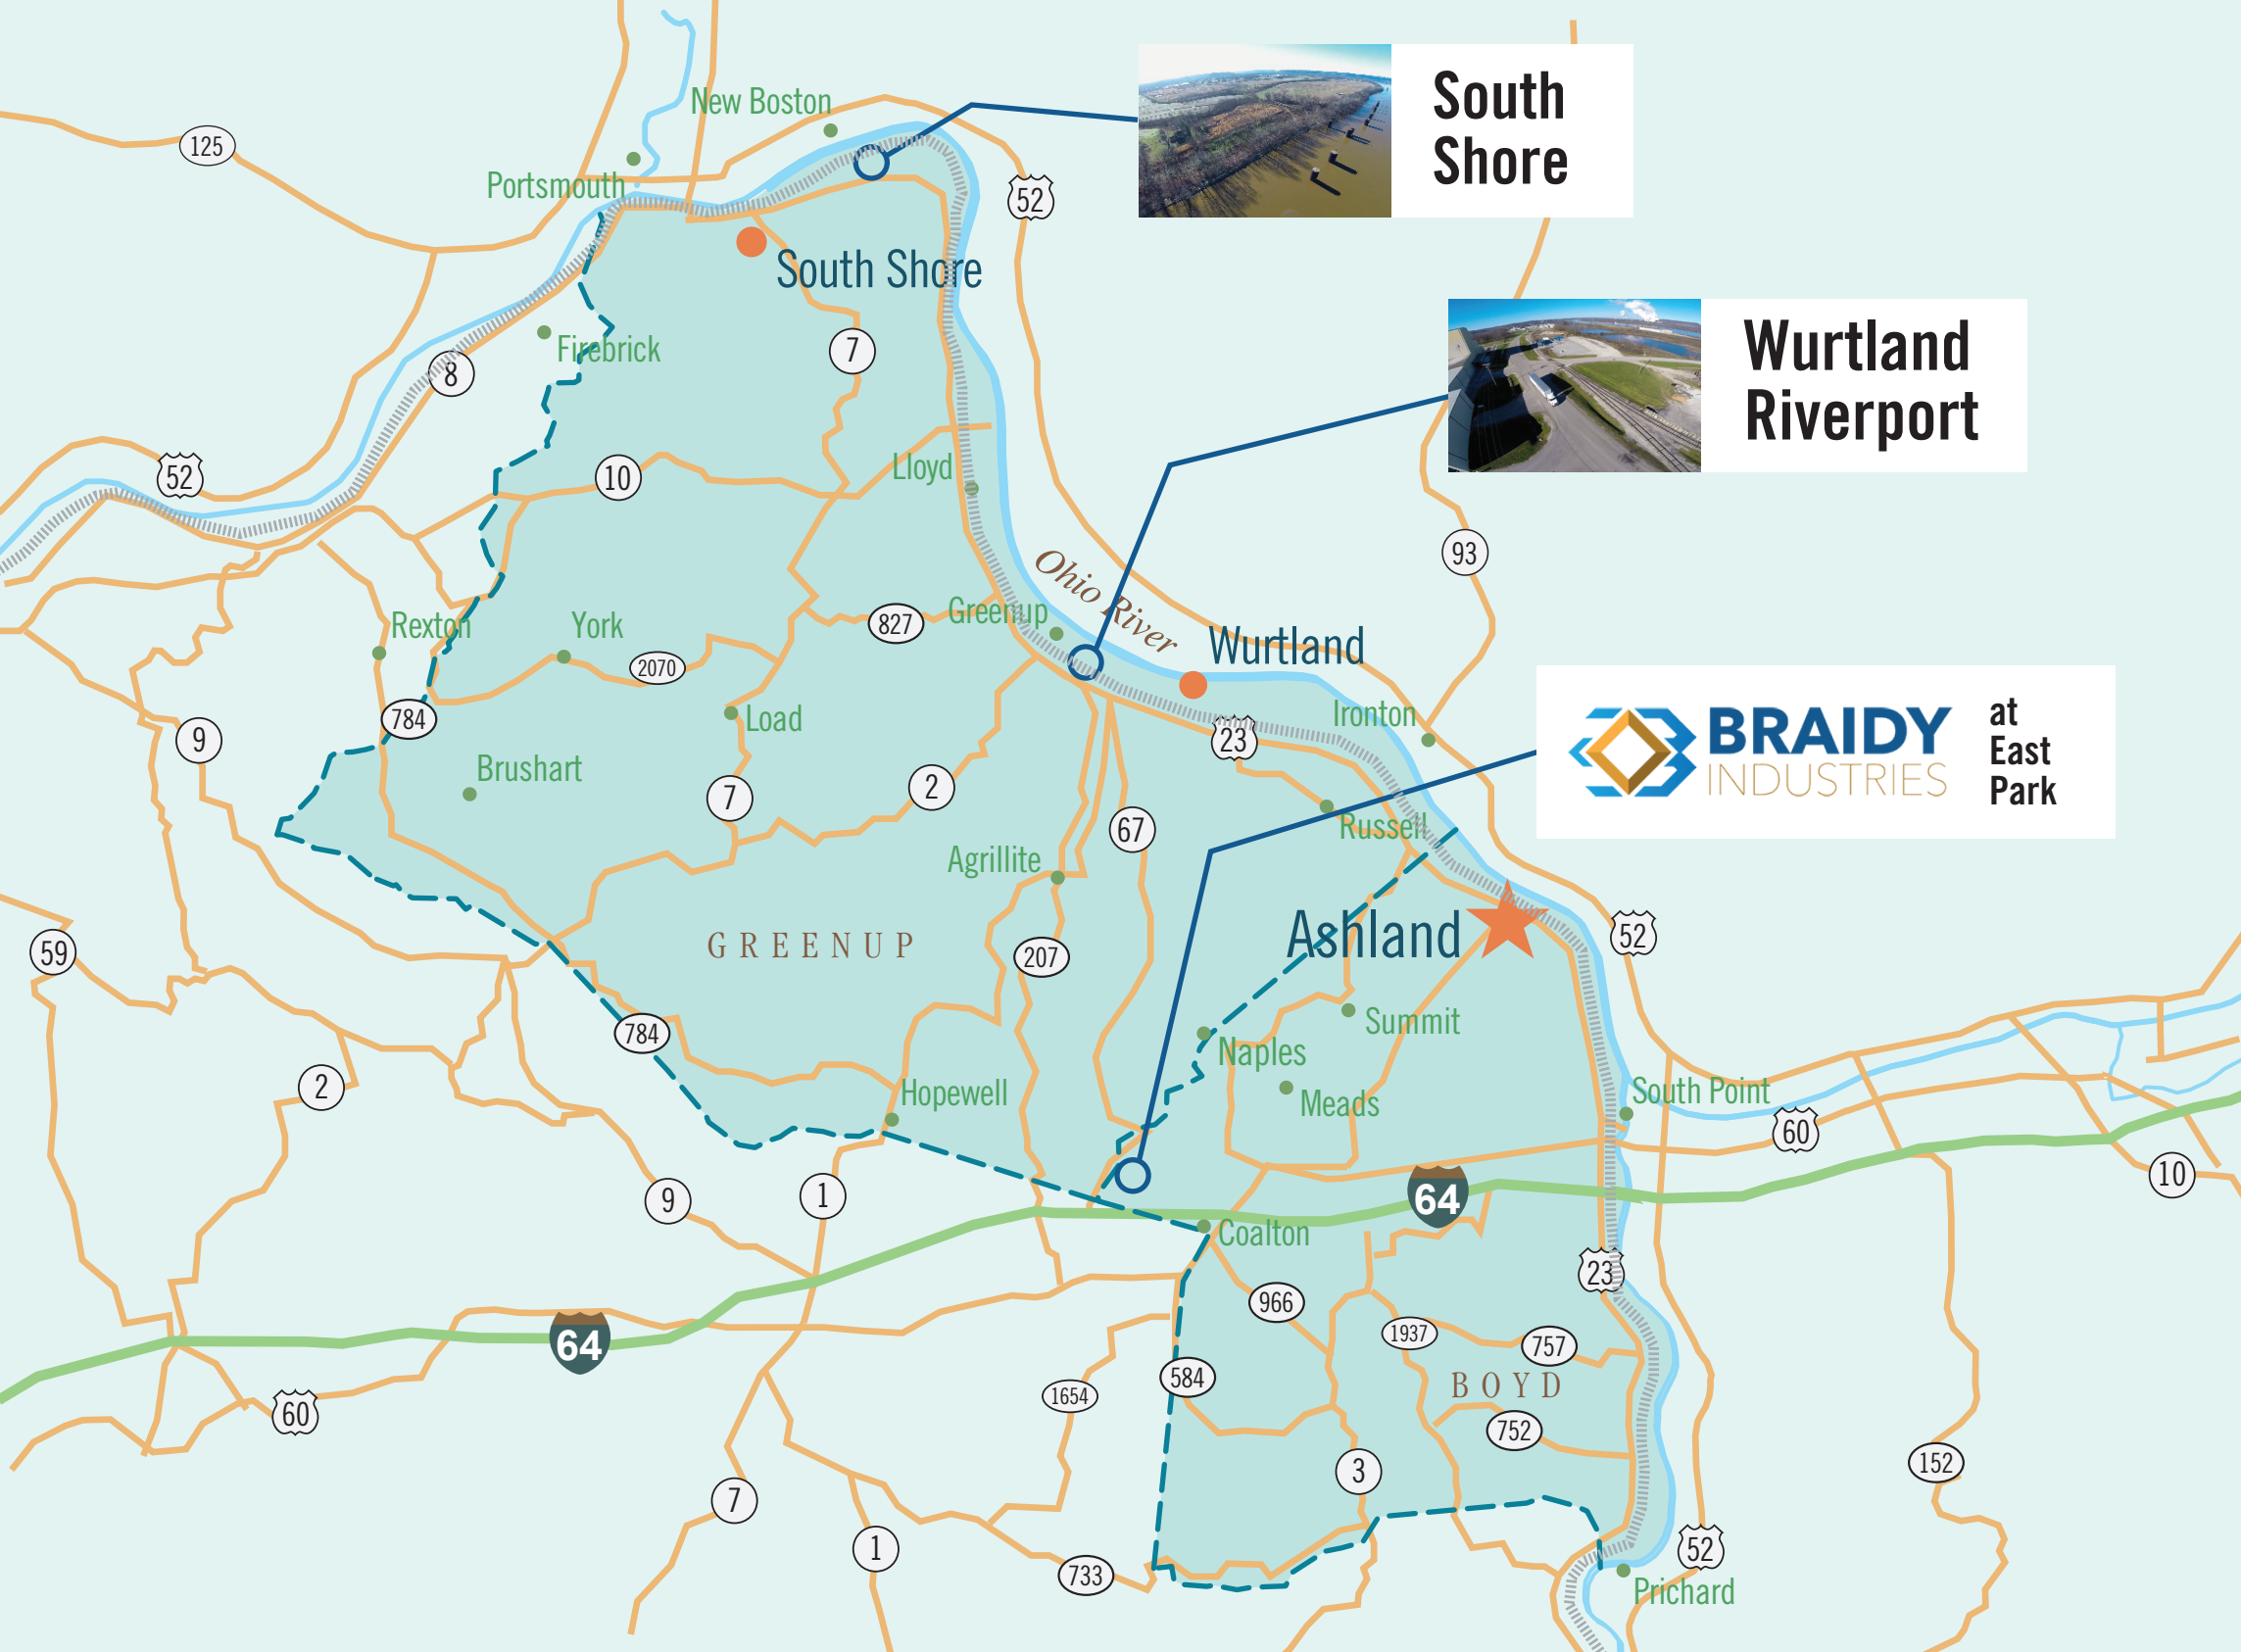 New Boston
South
Shore
125
Portsmouth
52
South Shore
Firebrick
8
7
Wurtland
Riverport
52
10
Lloyd
93
Ohio River
Greenup
827
Rexton
York
2070
Wurtland
784
Load
Ironton
23
9
Brushart
7
2
67
Russell
BRAIDY
INDUSTRIES
at
East
Park
Agrillite
GREENUP
207
Ashland
52
59
784
Summit
Naples
Meads
2
Hopewell
South Point
60
9
1
64
10
Coalton
23
966
64
1937
757
60
1654
584
BOYD
752
7
3
152
1
733
52
Prichard